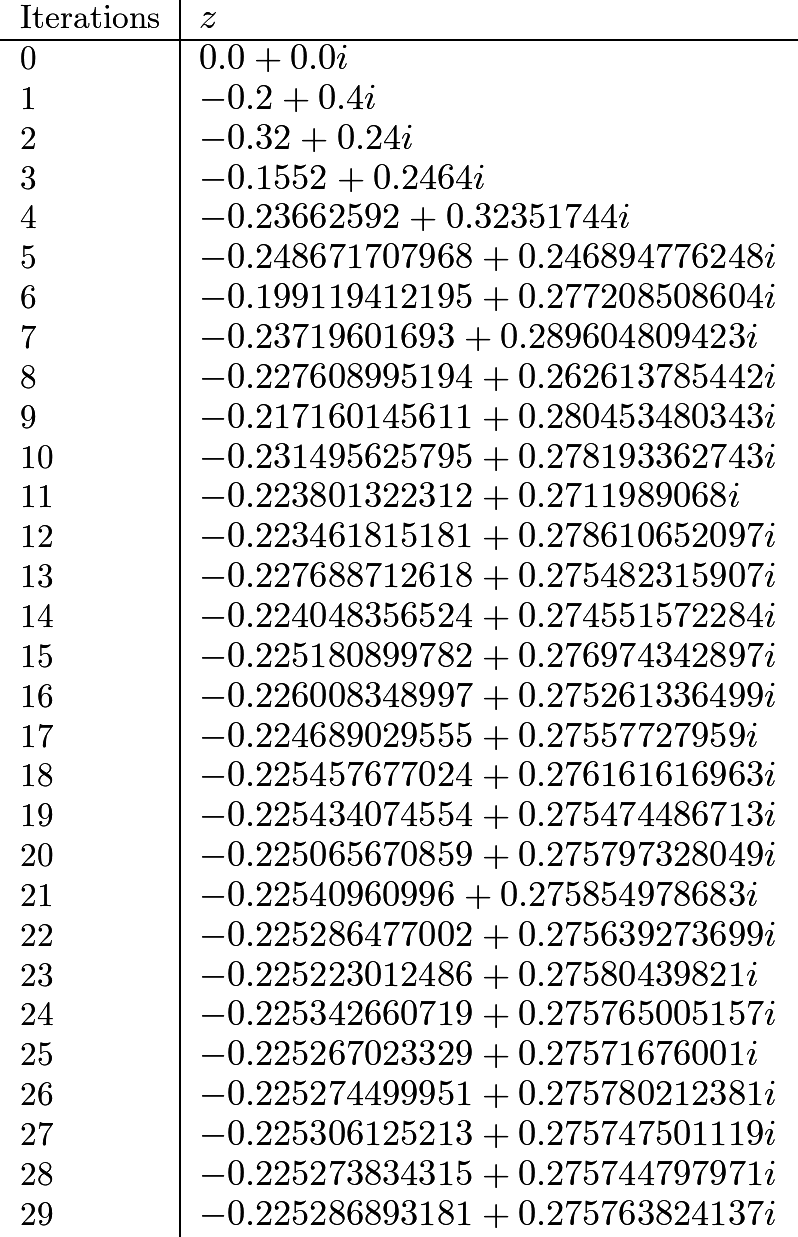 Iterations z
0 0.0 + 0.0i
1 −0.2 + 0.4i
2 −0.32 + 0.24i
3 −0.1552 + 0.2464i
4 −0.23662592 + 0.32351744i
5 −0.248671707968 + 0.246894776248i
6 −0.199119412195 + 0.277208508604i
7 −0.23719601693 + 0.289604809423i
8 −0.227608995194 + 0.262613785442i
9 −0.217160145611 + 0.280453480343i
10 −0.231495625795 + 0.278193362743i
11 −0.223801322312 + 0.2711989068i
12 −0.223461815181 + 0.278610652097i
13 −0.227688712618 + 0.275482315907i
14 −0.224048356524 + 0.274551572284i
15 −0.225180899782 + 0.276974342897i
16 −0.226008348997 + 0.275261336499i
17 −0.224689029555 + 0.27557727959i
18 −0.225457677024 + 0.276161616963i
19 −0.225434074554 + 0.275474486713i
20 −0.225065670859 + 0.275797328049i
21 −0.22540960996 + 0.275854978683i
22 −0.225286477002 + 0.275639273699i
23 −0.225223012486 + 0.27580439821i
24 −0.225342660719 + 0.275765005157i
25 −0.225267023329 + 0.27571676001i
26 −0.225274499951 + 0.275780212381i
27 −0.225306125213 + 0.275747501119i
28 −0.225273834315 + 0.275744797971i
29 −0.225286893181 + 0.275763824137i